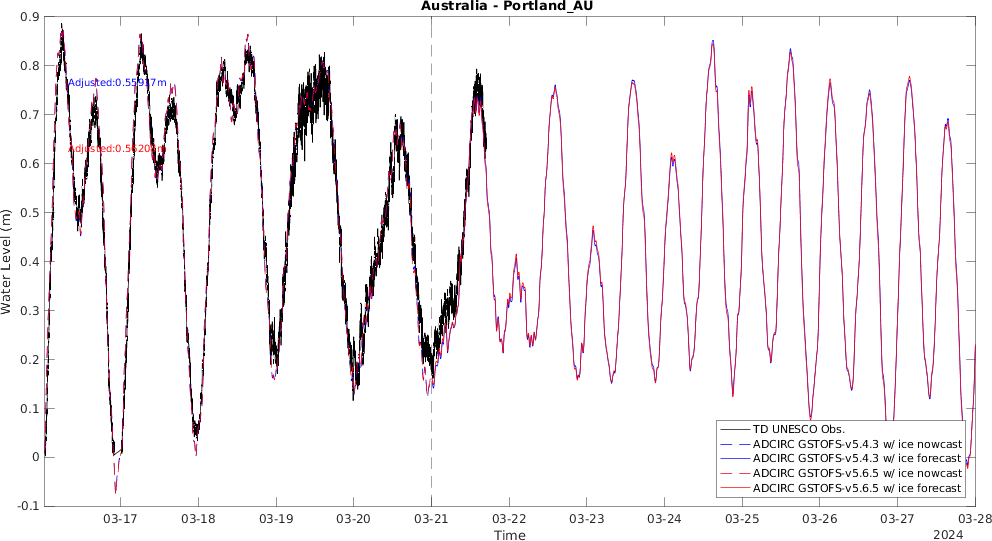 Australia - Portland_AU
0.9
0.8
0.7
0.6
0.5
0.4
0.3
0.2
0.1
0
-0.1
Water Level (m)
Adjusted:0.55917m
TD UNESCO Obs.
ADCIRC GSTOFS-v5.4.3 w/ ice nowcast
ADCIRC GSTOFS-v5.4.3 w/ ice forecast
ADCIRC GSTOFS-v5.6.5 w/ ice nowcast
ADCIRC GSTOFS-v5.6.5 w/ ice forecast
03-17
03-18
03-19
03-20
03-21
03-22
03-23
03-24
03-25
03-26
03-27
03-28
Time
2024